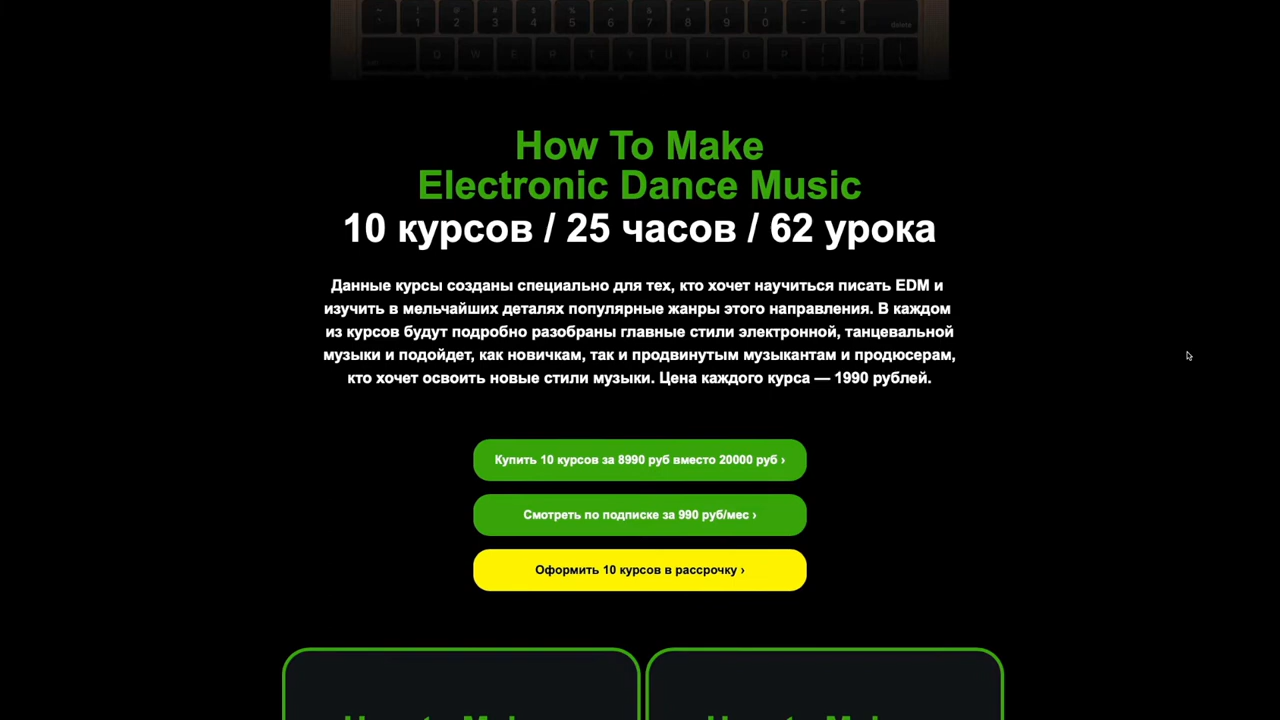 How To Make
Electronic Dance Music
10 курсов / 25 часов / 62 урока
Данные курсы созданы специально для тех, кто хочет научиться писать EDM и
изучить в мельчайших деталях популярные жанры этого направления. В каждом
из курсов будут подробно разобраны главные стили электронной, танцевальной
музыки и подойдет, как новичкам, так и продвинутым музыкантам и продюсерам,
кто хочет освоить новые стили музыки. Цена каждого курса — 1990 рублей.
Купить 10 курсов за 8990 руб вместо 20000 руб ›
Смотреть по подписке за 990 руб/мес ›
Оформить 10 курсов в рассрочку ›